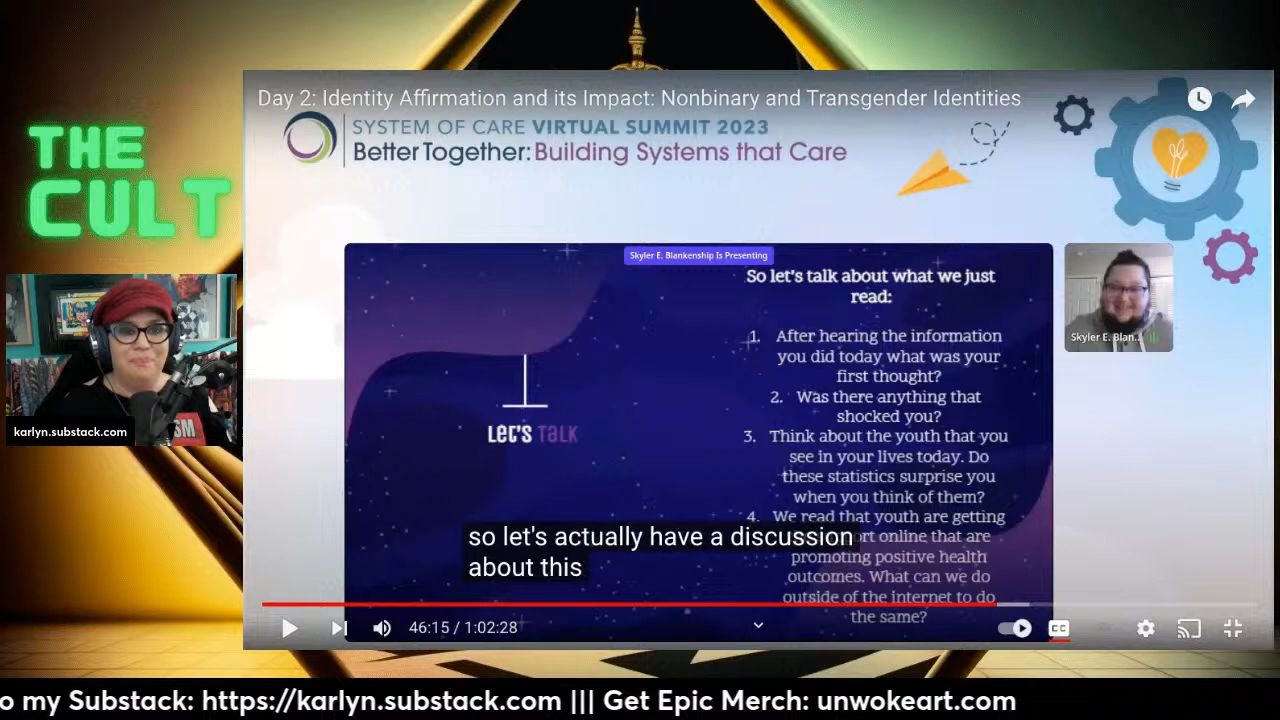 THE
CULT
karlyn.substack.com
Day 2: Identity Affirmation and its Impact: Nonbinary and Transgender Identities
SYSTEM OF CARE VIRTUAL SUMMIT 2023
Better Together: Building Systems that Care
Skyler E. Blankenship Is Presenting
So let's talk about what we just
read:
1. After hearing the information
you did today what was your
first thought?
2. Was there anything that
shocked you?
3. Think about the youth that you
see in your lives today. Do
these statistics surprise you
when you think of them?
4. We read that youth are getting
ort online that are
promoting positive health
outcomes. What can we do
outside of the internet to do
the same?
LET'S TALK
Skyler E. Blan...
so let's actually have a discussion
about this
46:15 / 1:02:28
CC
o my Substack: https://karlyn.substack.com ||| Get Epic Merch: unwokeart.com